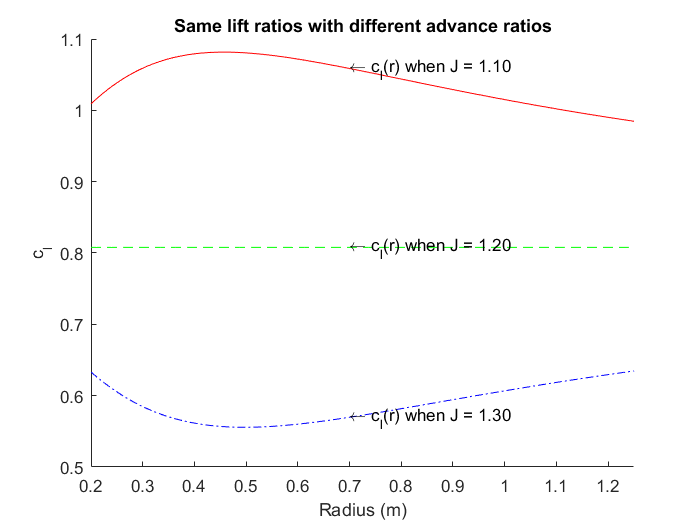 Same lift ratios with different advance ratios
1.1
← c_l(r) when J = 1.10
1
0.9
← c_l(r) when J = 1.20
c_l
0.8
0.7
0.6
← c_l(r) when J = 1.30
0.5
0.2 0.3 0.4 0.5 0.6 0.7 0.8 0.9 1 1.1 1.2
Radius (m)